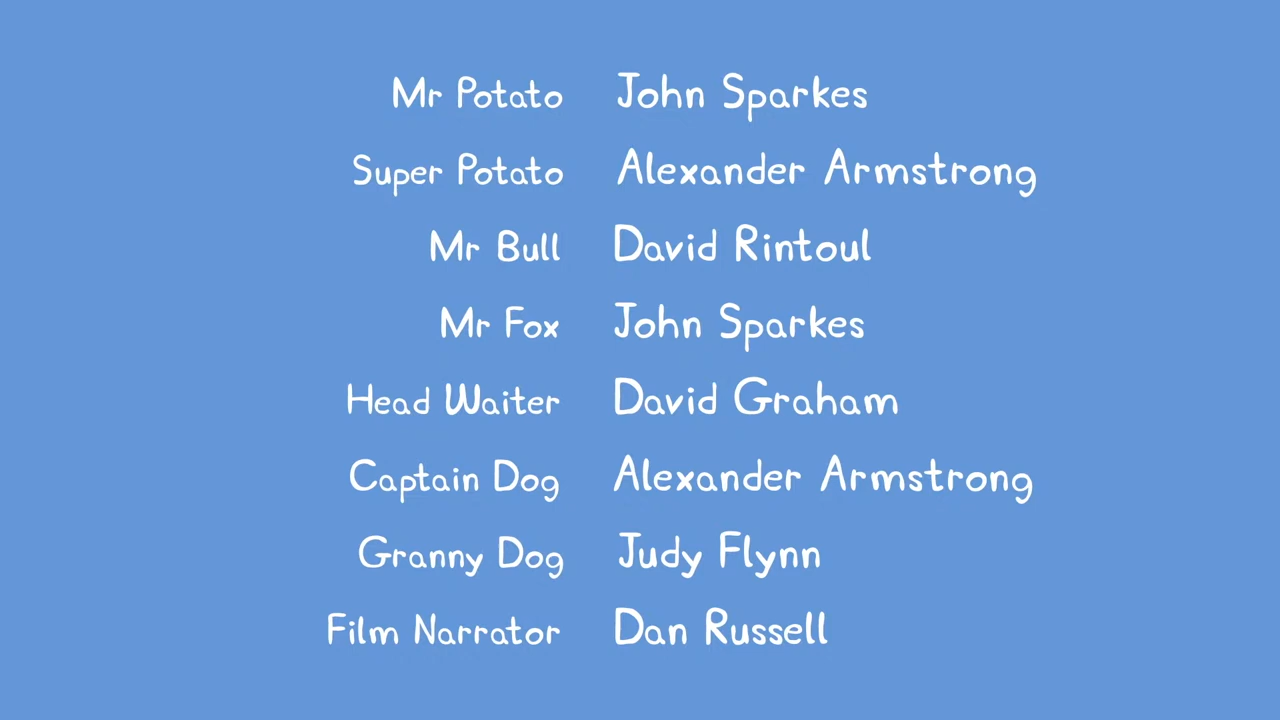 Mr Potato John Sparkes
Super Potato Alexander Armstrong
Mr Bull David Rintoul
Mr Fox John Sparkes
Head Waiter David Graham
Captain Dog Alexander Armstrong
Granny Dog Judy Flynn
Film Narrator Dan Russell